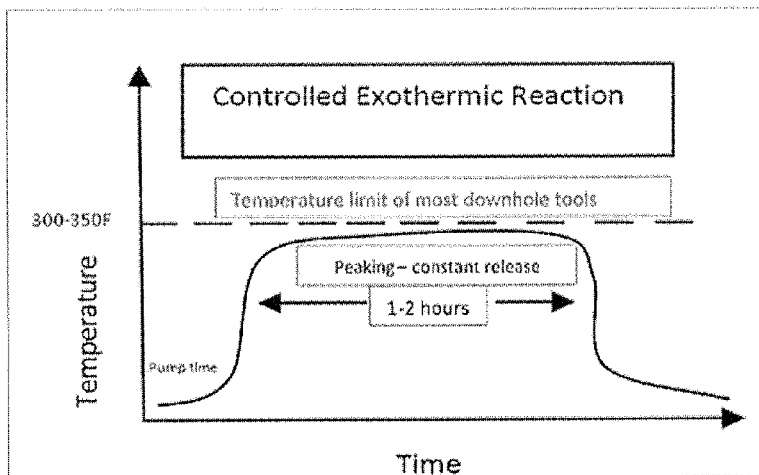 Controlled Exothermic Reaction
Temperature limit of most downhole tools
300-350F
Peaking – constant release
1-2 hours
Pump time
Temperature
Time